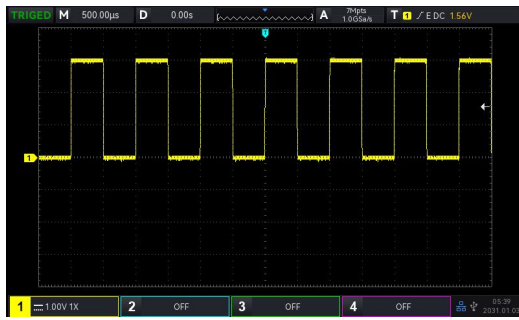 TRIGED M 500.00μs D 0.00s A 7Mpts 1.0GSa/s T 1 E DC 1.56V
T
1
1 1.00V 1X 2 OFF 3 OFF 4 OFF 05:39
2031.01.03